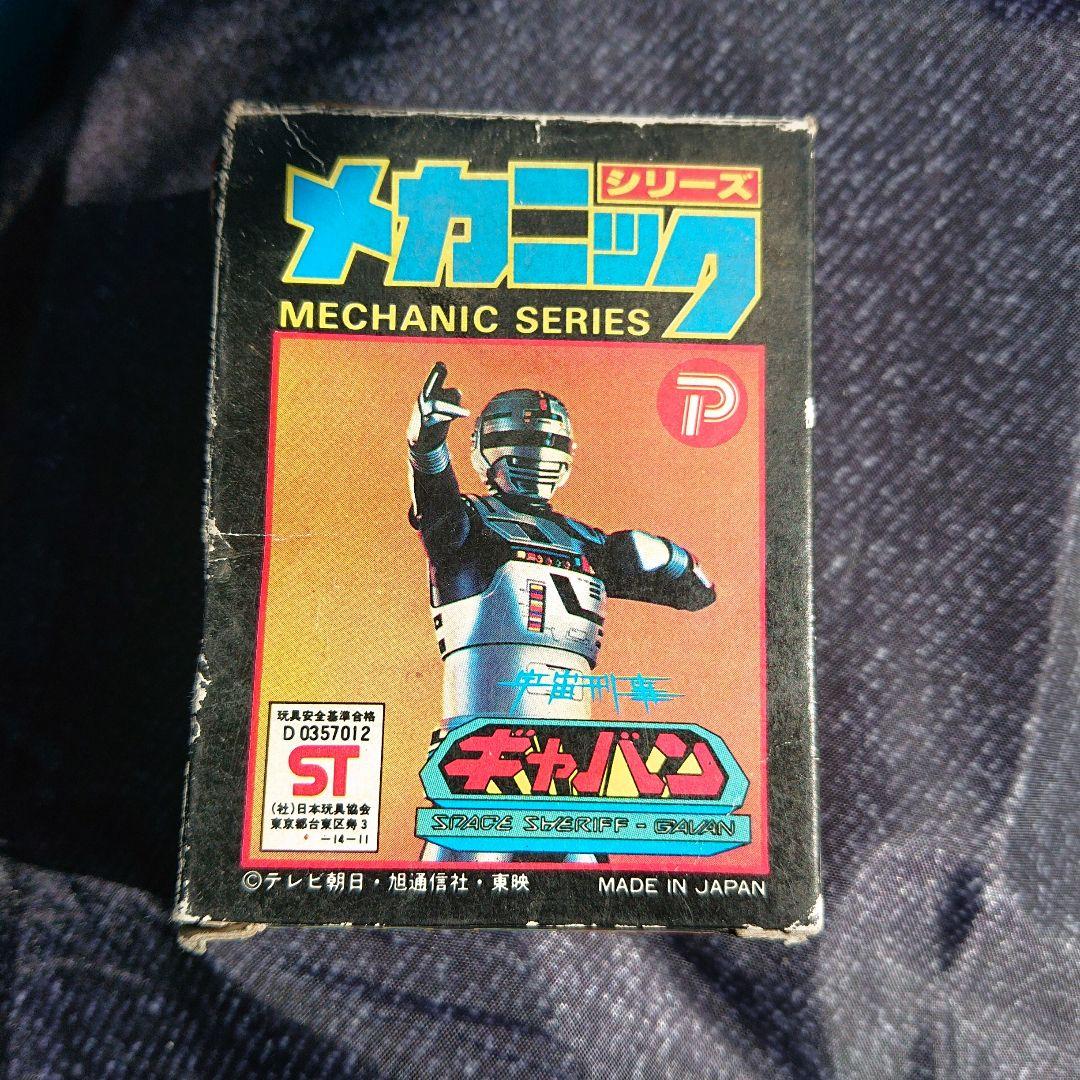 メカニック
シリーズ
MECHANIC SERIES
P
宇宙刑事
ギャバン
SPACE SHERIFF - GAVAN
玩具安全基準合格
D 0357012
ST
(社)日本玩具協会
東京都台東区寿3
-14-11
©テレビ朝日・旭通信社・東映
MADE IN JAPAN